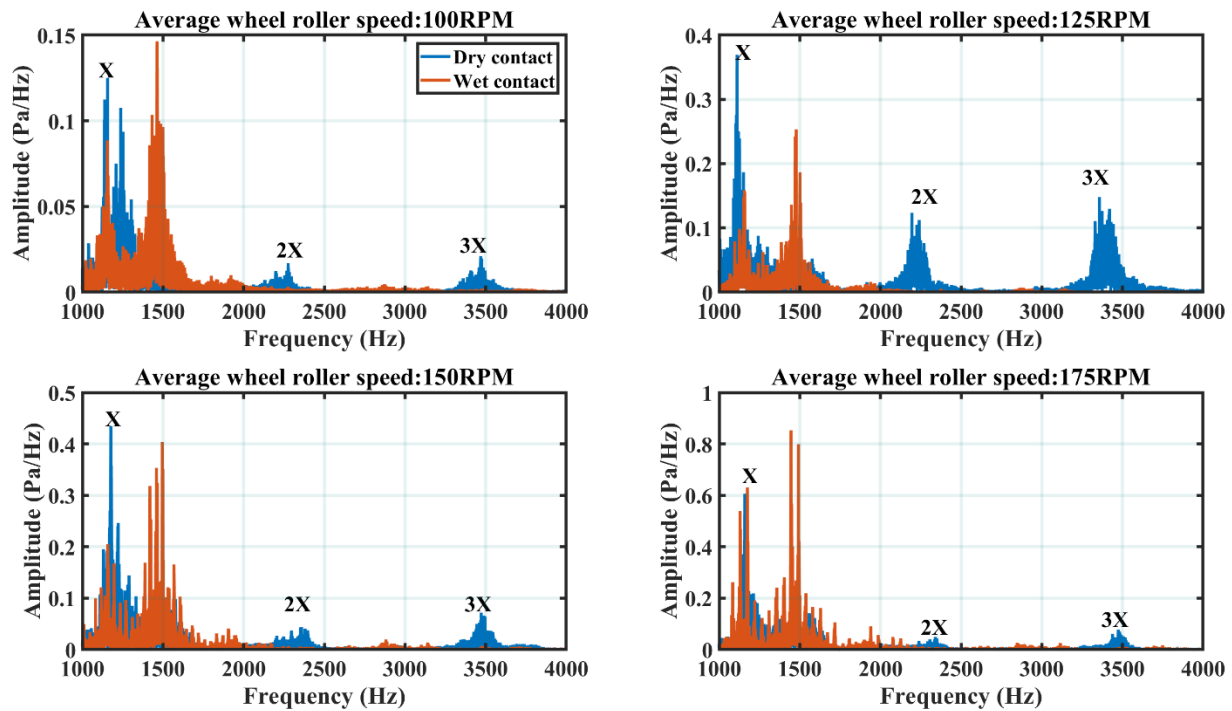 Average wheel roller speed:100RPM
Amplitude (Pa/Hz)
0.15
0.1
0.05
0
X
2X
3X
Dry contact
Wet contact
1000 1500 2000 2500 3000 3500 4000
Frequency (Hz)
Average wheel roller speed:125RPM
Amplitude (Pa/Hz)
0.4
0.3
0.2
0.1
0
X
2X
3X
1000 1500 2000 2500 3000 3500 4000
Frequency (Hz)
Average wheel roller speed:150RPM
Amplitude (Pa/Hz)
0.5
0.4
0.3
0.2
0.1
0
X
2X
3X
1000 1500 2000 2500 3000 3500 4000
Frequency (Hz)
Average wheel roller speed:175RPM
Amplitude (Pa/Hz)
1
0.8
0.6
0.4
0.2
0
X
2X
3X
1000 1500 2000 2500 3000 3500 4000
Frequency (Hz)